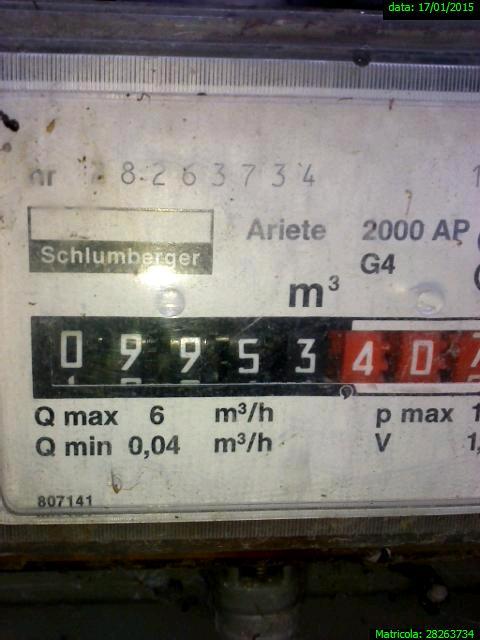 data: 17/01/2015
nr 8263734
Ariete 2000 AP
Schlumberger
G4
m³
0 9 9 5 3 4 0
Q max 6 m³/h p max
Q min 0,04 m³/h V
807141
Matricola: 28263734